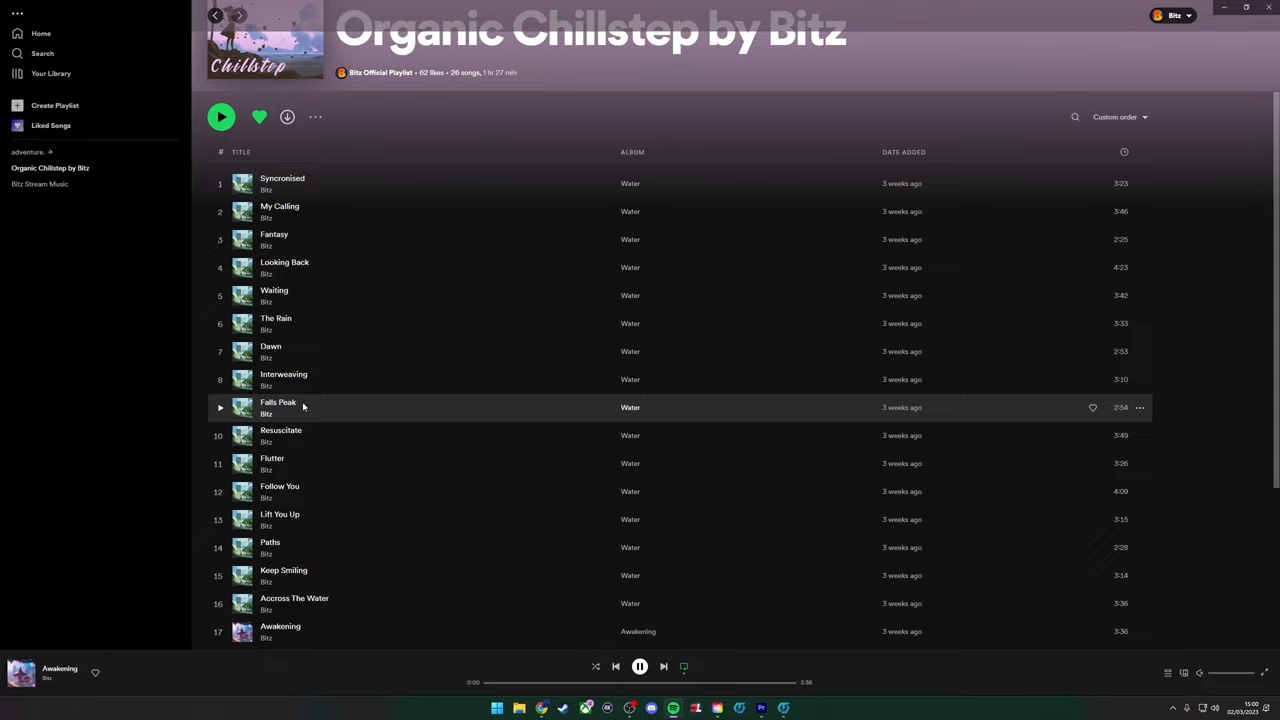 Organic Chillstep by Bitz
Bitz
Home
Search
Your Library
Create Playlist
Liked Songs
adventure. ✈
Organic Chillstep by Bitz
Bitz Stream Music
Chillstep
Bitz Official Playlist • 62 likes • 26 songs, 1 hr 27 min
Custom order
# TITLE ALBUM DATE ADDED
1 Syncronised Water 3 weeks ago 3:23
Bitz
2 My Calling Water 3 weeks ago 3:46
Bitz
3 Fantasy Water 3 weeks ago 2:25
Bitz
4 Looking Back Water 3 weeks ago 4:23
Bitz
5 Waiting Water 3 weeks ago 3:42
Bitz
6 The Rain Water 3 weeks ago 3:33
Bitz
7 Dawn Water 3 weeks ago 2:53
Bitz
8 Interweaving Water 3 weeks ago 3:10
Bitz
Falls Peak Water 3 weeks ago 2:54
Bitz
10 Resuscitate Water 3 weeks ago 3:49
Bitz
11 Flutter Water 3 weeks ago 3:26
Bitz
12 Follow You Water 3 weeks ago 4:09
Bitz
13 Lift You Up Water 3 weeks ago 3:15
Bitz
14 Paths Water 3 weeks ago 2:28
Bitz
15 Keep Smiling Water 3 weeks ago 3:14
Bitz
16 Accross The Water Water 3 weeks ago 3:36
Bitz
17 Awakening Awakening 3 weeks ago 3:36
Bitz
Awakening
Bitz
0:00 3:36
15:00
02/03/2023